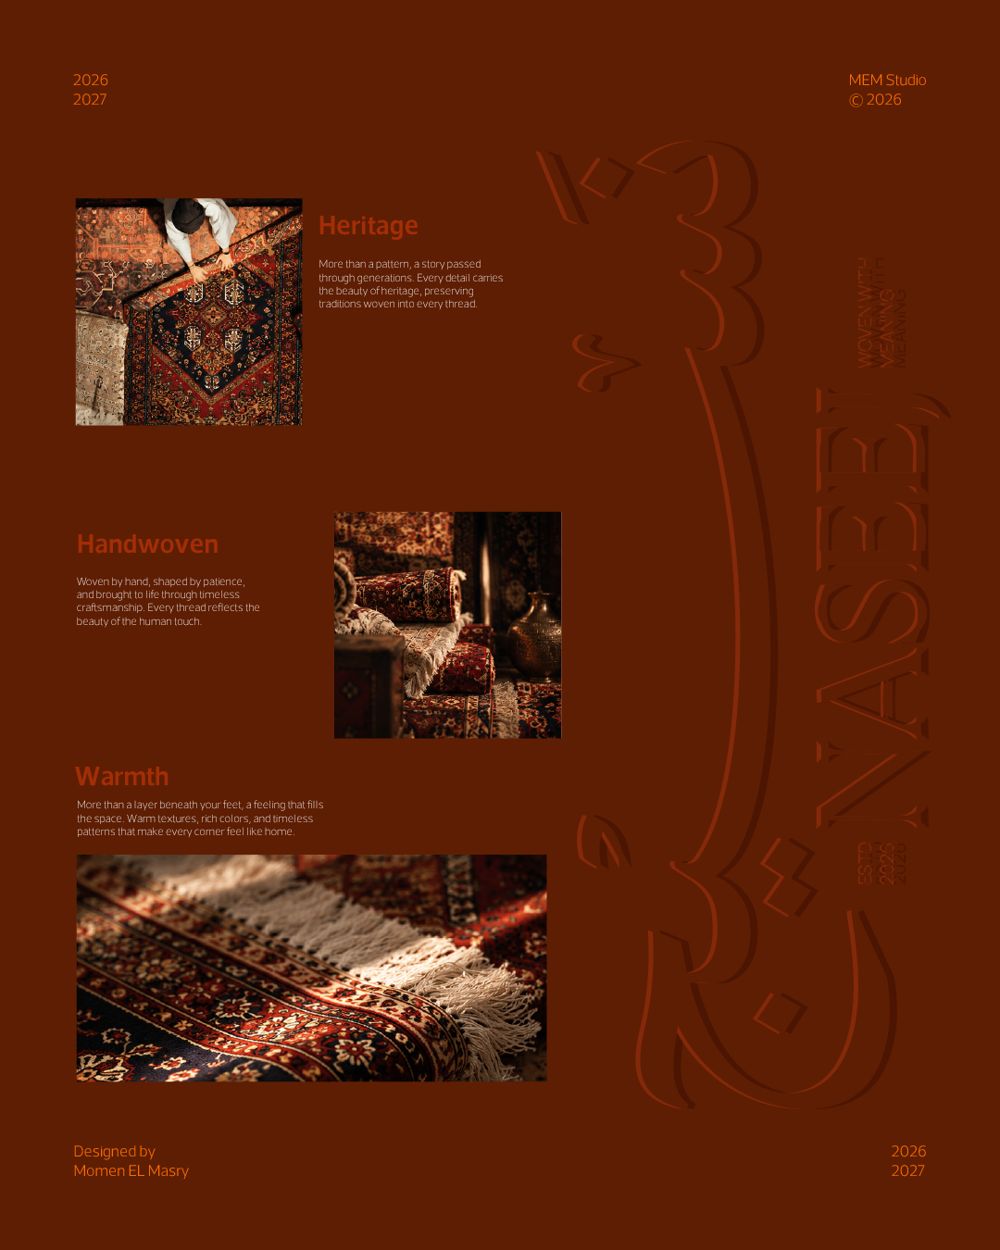 2026
2027
MEM Studio
© 2026
Heritage
More than a pattern, a story passed
through generations. Every detail carries
the beauty of heritage, preserving
traditions woven into every thread.
Handwoven
Woven by hand, shaped by patience,
and brought to life through timeless
craftsmanship. Every thread reflects the
beauty of the human touch.
Warmth
More than a layer beneath your feet, a feeling that fills
the space. Warm textures, rich colors, and timeless
patterns that make every corner feel like home.
نسيج
WOVEN WITH
MEANING
NASEEJ
ESTD
2026
Designed by
Momen EL Masry
2026
2027